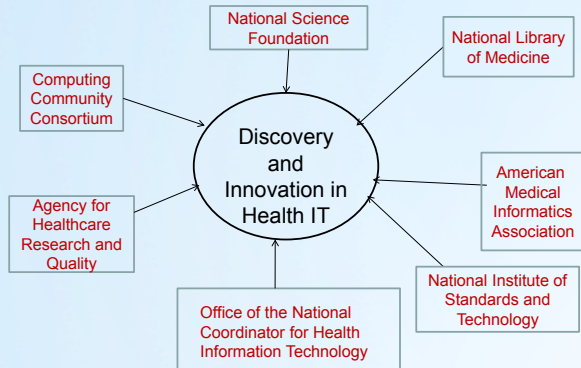 National Science
Foundation
National Library
of Medicine
Computing
Community
Consortium
Discovery
and
Innovation in
Health IT
American
Medical
Informatics
Association
Agency for
Healthcare
Research and
Quality
National Institute of
Standards and
Technology
Office of the National
Coordinator for Health
Information Technology